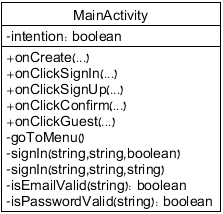 MainActivity
-intention: boolean
+onCreate(...)
+onClickSignIn(...)
+onClickSignUp(...)
+onClickConfirm(...)
+onClickGuest(...)
-goToMenu()
-signIn(string,string,boolean)
-signIn(string,string,string)
-isEmailValid(string): boolean
-isPasswordValid(string): boolean